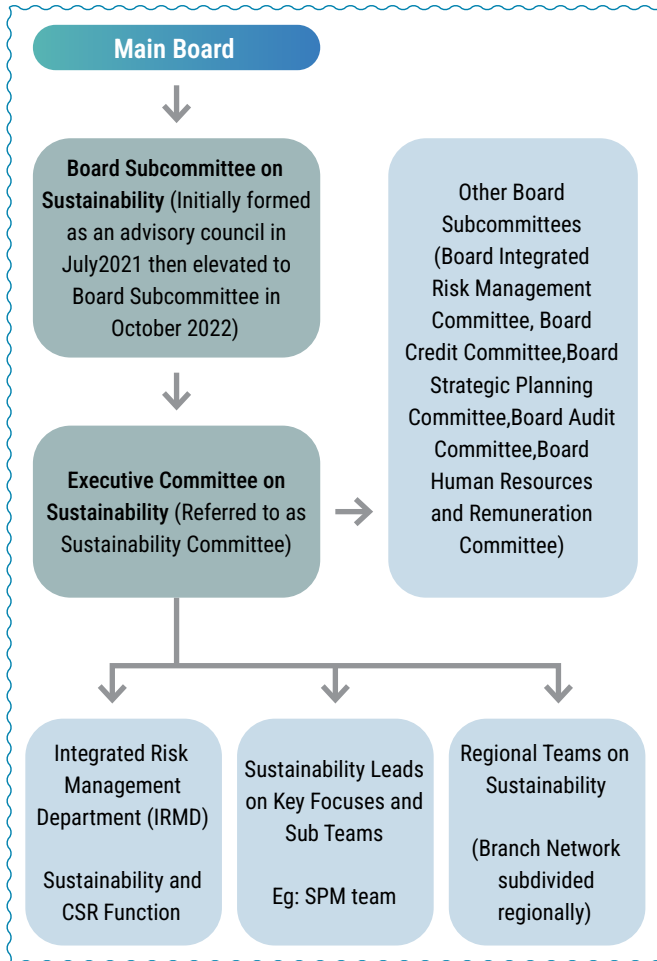 Main Board
Board Subcommittee on
Sustainability (Initially formed
as an advisory council in
July2021 then elevated to
Board Subcommittee in
October 2022)
Other Board
Subcommittees
(Board Integrated
Risk Management
Committee, Board
Credit Committee,Board
Strategic Planning
Committee,Board Audit
Committee,Board
Human Resources
and Remuneration
Committee)
Executive Committee on
Sustainability (Referred to as
Sustainability Committee)
Integrated Risk
Management
Department (IRMD)
Sustainability and
CSR Function
Sustainability Leads
on Key Focuses and
Sub Teams
Eg: SPM team
Regional Teams on
Sustainability
(Branch Network
subdivided
regionally)